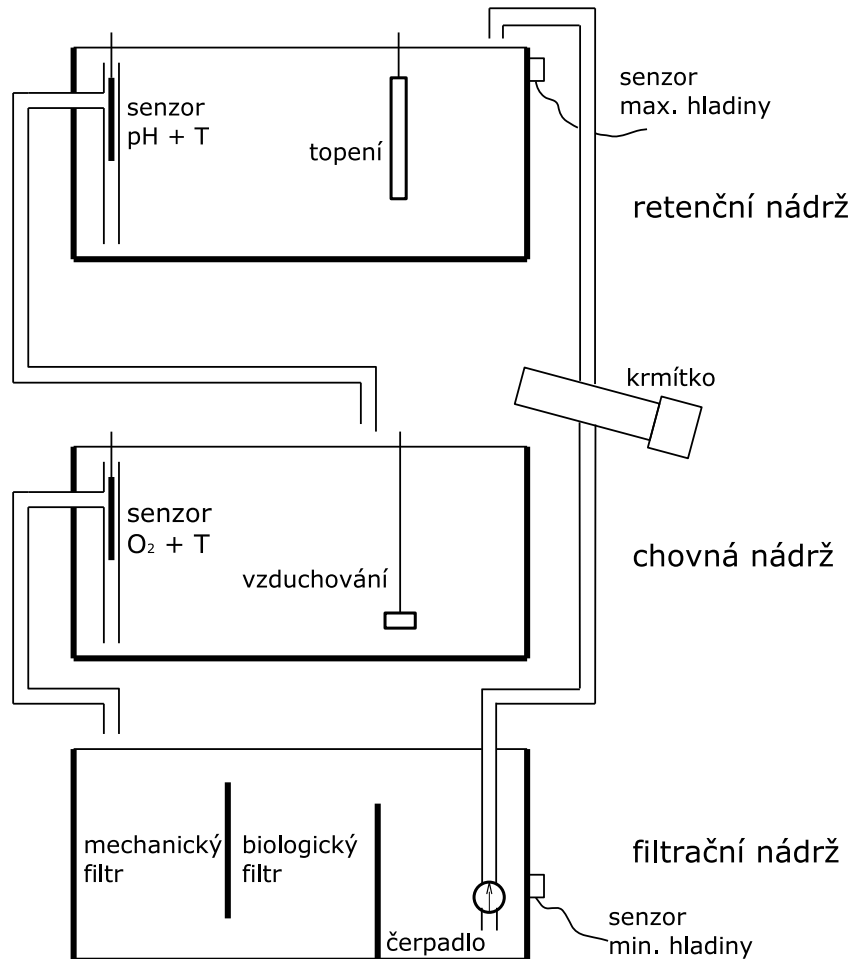 senzor
pH + T
topení
senzor
max. hladiny
retenční nádrž
krmítko
senzor
O₂ + T
vzduchování
chovná nádrž
mechanický
filtr
biologický
filtr
čerpadlo
filtrační nádrž
senzor
min. hladiny